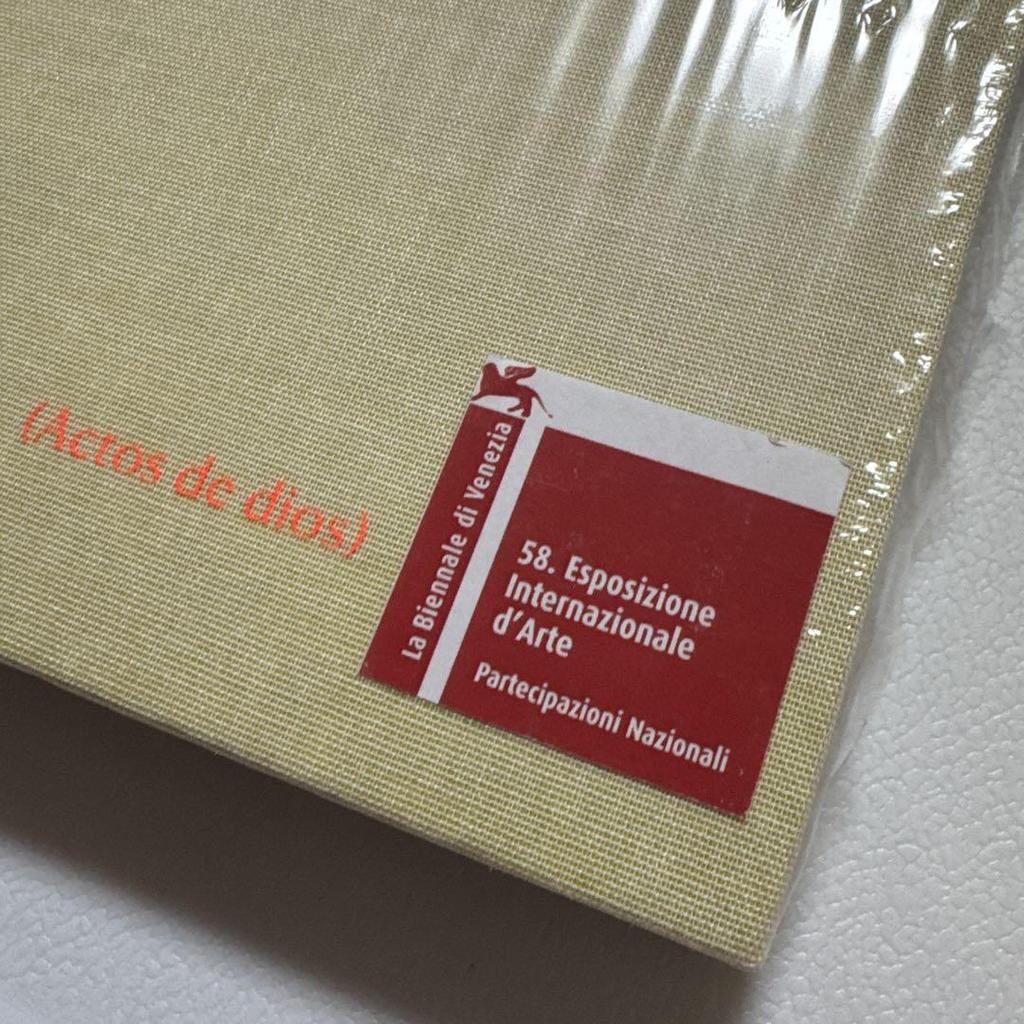 (Actos de dios)
La Biennale di Venezia
58. Esposizione
Internazionale
d'Arte
Partecipazioni Nazionali